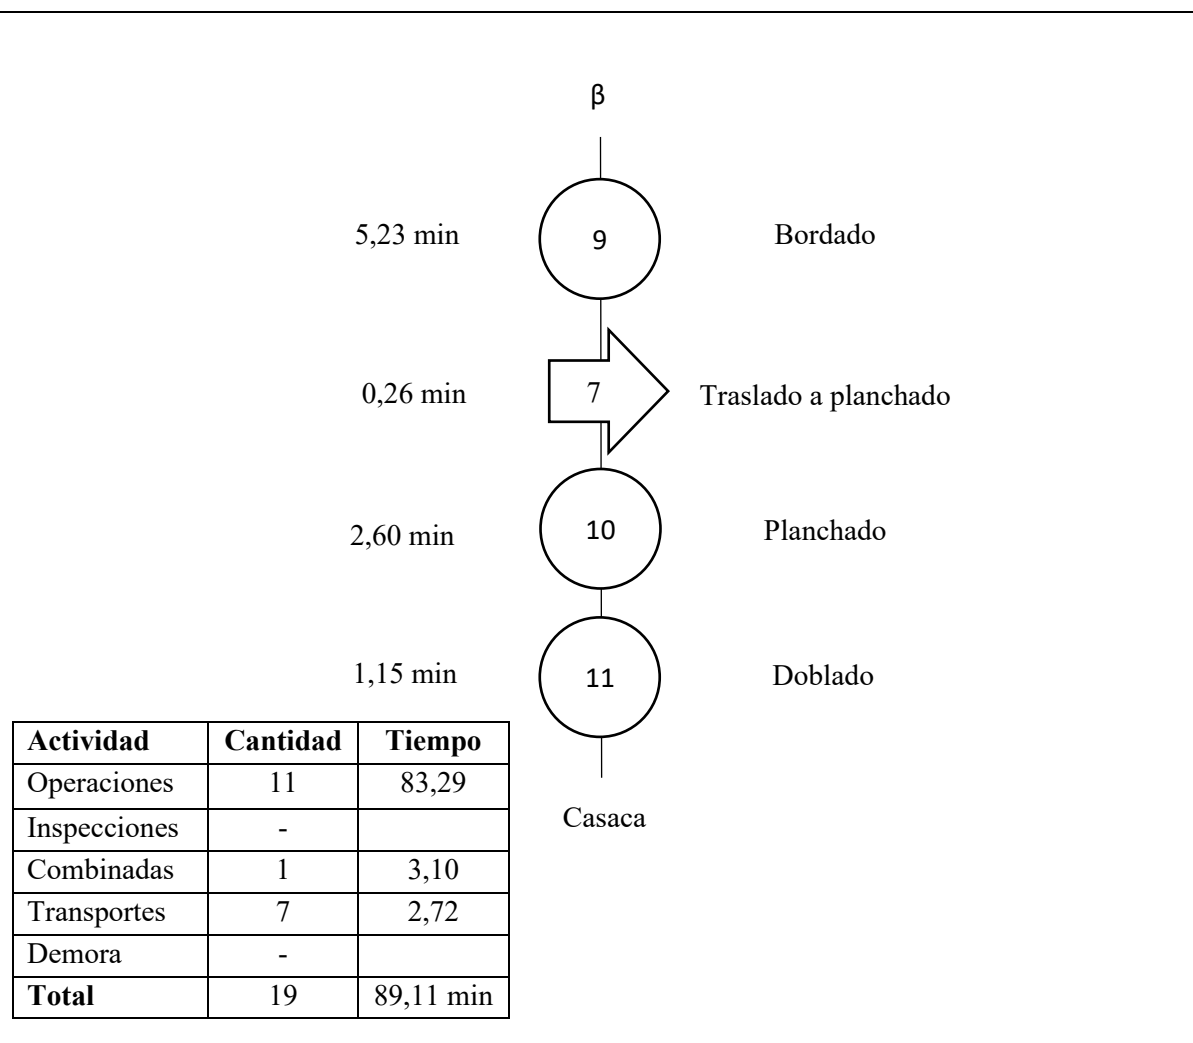 β
5,23 min 9 Bordado
0,26 min 7 Traslado a planchado
2,60 min 10 Planchado
1,15 min 11 Doblado
Casaca
Actividad Cantidad Tiempo
Operaciones 11 83,29
Inspecciones -
Combinadas 1 3,10
Transportes 7 2,72
Demora -
Total 19 89,11 min